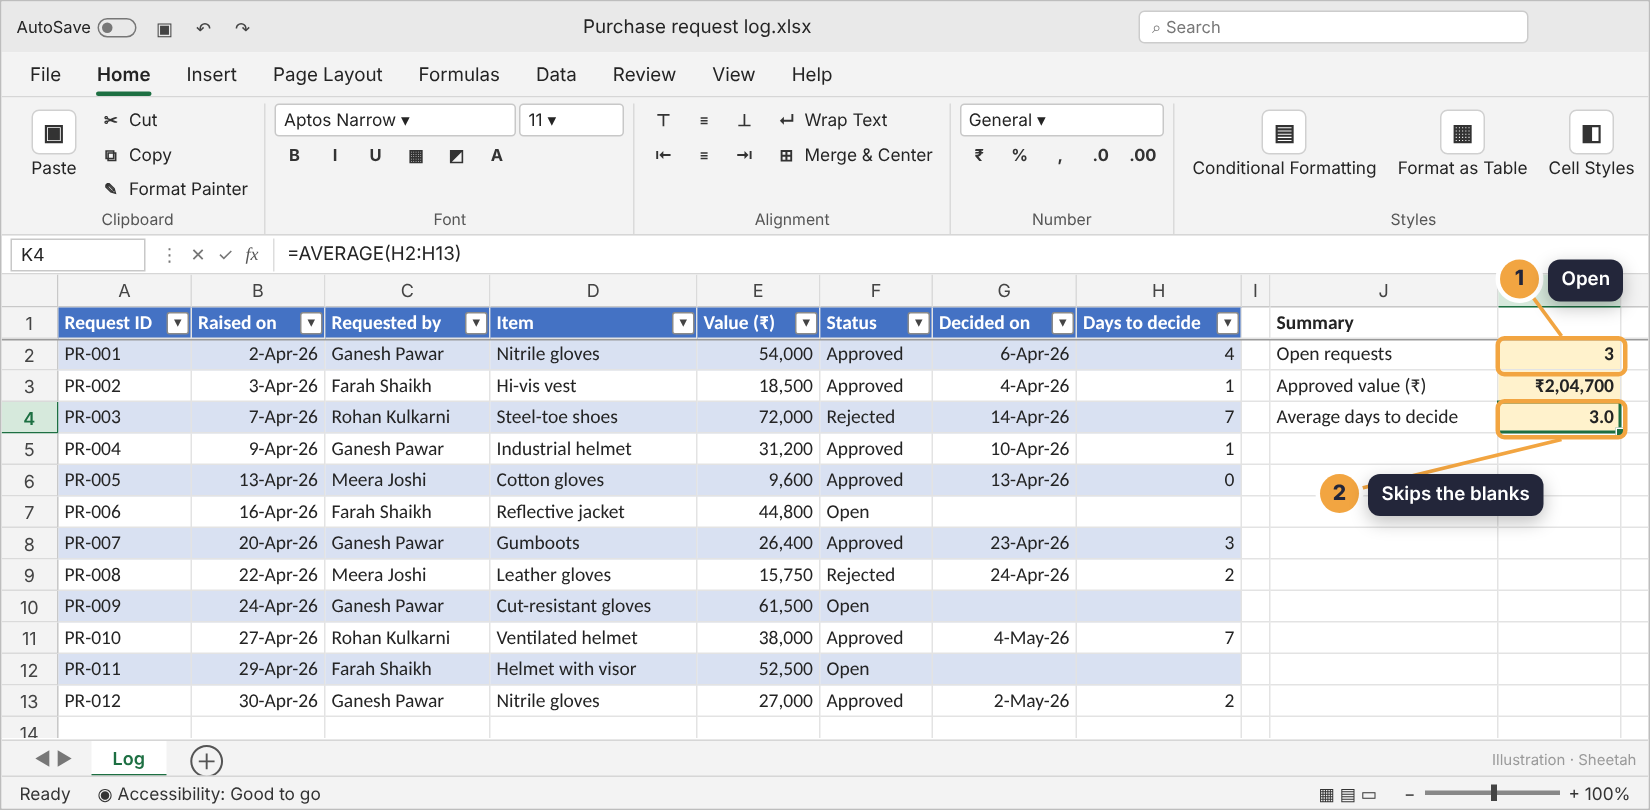 AutoSave Purchase request log.xlsx Search
File Home Insert Page Layout Formulas Data Review View Help
Paste
Cut
Copy
Format Painter
Clipboard
Aptos Narrow ▾ 11 ▾
B I U A
Font
Wrap Text
Merge & Center
Alignment
General ▾
₹ % , .0 .00
Number
Conditional Formatting Format as Table Cell Styles
Styles
K4 fx =AVERAGE(H2:H13)
1 Open
A B C D E F G H I J
1 Request ID Raised on Requested by Item Value (₹) Status Decided on Days to decide Summary
2 PR-001 2-Apr-26 Ganesh Pawar Nitrile gloves 54,000 Approved 6-Apr-26 4 Open requests 3
3 PR-002 3-Apr-26 Farah Shaikh Hi-vis vest 18,500 Approved 4-Apr-26 1 Approved value (₹) ₹2,04,700
4 PR-003 7-Apr-26 Rohan Kulkarni Steel-toe shoes 72,000 Rejected 14-Apr-26 7 Average days to decide 3.0
5 PR-004 9-Apr-26 Ganesh Pawar Industrial helmet 31,200 Approved 10-Apr-26 1
6 PR-005 13-Apr-26 Meera Joshi Cotton gloves 9,600 Approved 13-Apr-26 0
2 Skips the blanks
7 PR-006 16-Apr-26 Farah Shaikh Reflective jacket 44,800 Open
8 PR-007 20-Apr-26 Ganesh Pawar Gumboots 26,400 Approved 23-Apr-26 3
9 PR-008 22-Apr-26 Meera Joshi Leather gloves 15,750 Rejected 24-Apr-26 2
10 PR-009 24-Apr-26 Ganesh Pawar Cut-resistant gloves 61,500 Open
11 PR-010 27-Apr-26 Rohan Kulkarni Ventilated helmet 38,000 Approved 4-May-26 7
12 PR-011 29-Apr-26 Farah Shaikh Helmet with visor 52,500 Open
13 PR-012 30-Apr-26 Ganesh Pawar Nitrile gloves 27,000 Approved 2-May-26 2
14
Log Illustration · Sheetah
Ready Accessibility: Good to go − + 100%